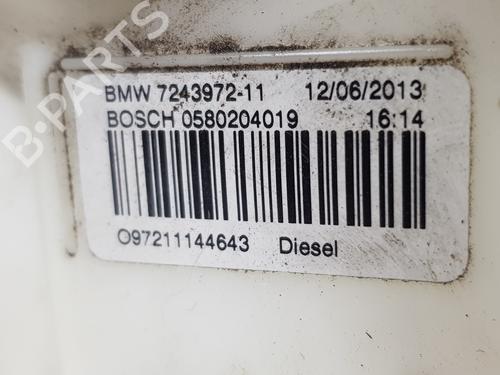 B-PARTS
BMW 7243972-11 12/06/2013
BOSCH 0580204019 16:14
O97211144643 Diesel